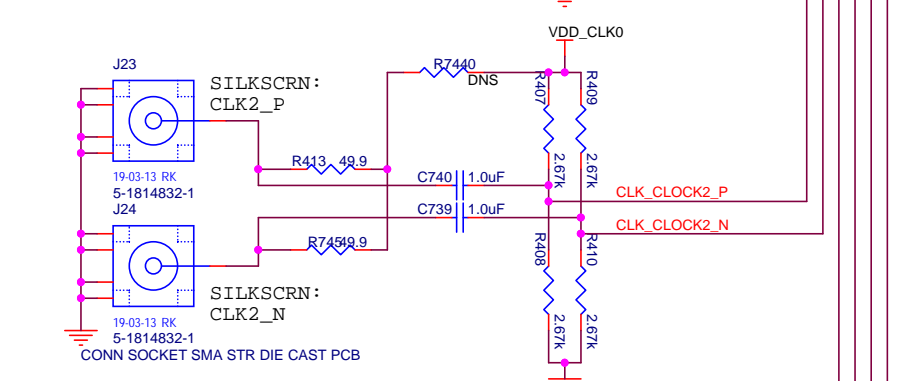 VDD_CLK0
J23
R7440
DNS
SILKSCRN:
CLK2_P
R407
R409
R413 49.9
2.67k
2.67k
19-03-13 RK
5-1814832-1
C740
1.0uF
CLK_CLOCK2_P
J24
C739
1.0uF
CLK_CLOCK2_N
R745
49.9
R408
R410
SILKSCRN:
CLK2_N
2.67k
2.67k
19-03-13 RK
5-1814832-1
CONN SOCKET SMA STR DIE CAST PCB